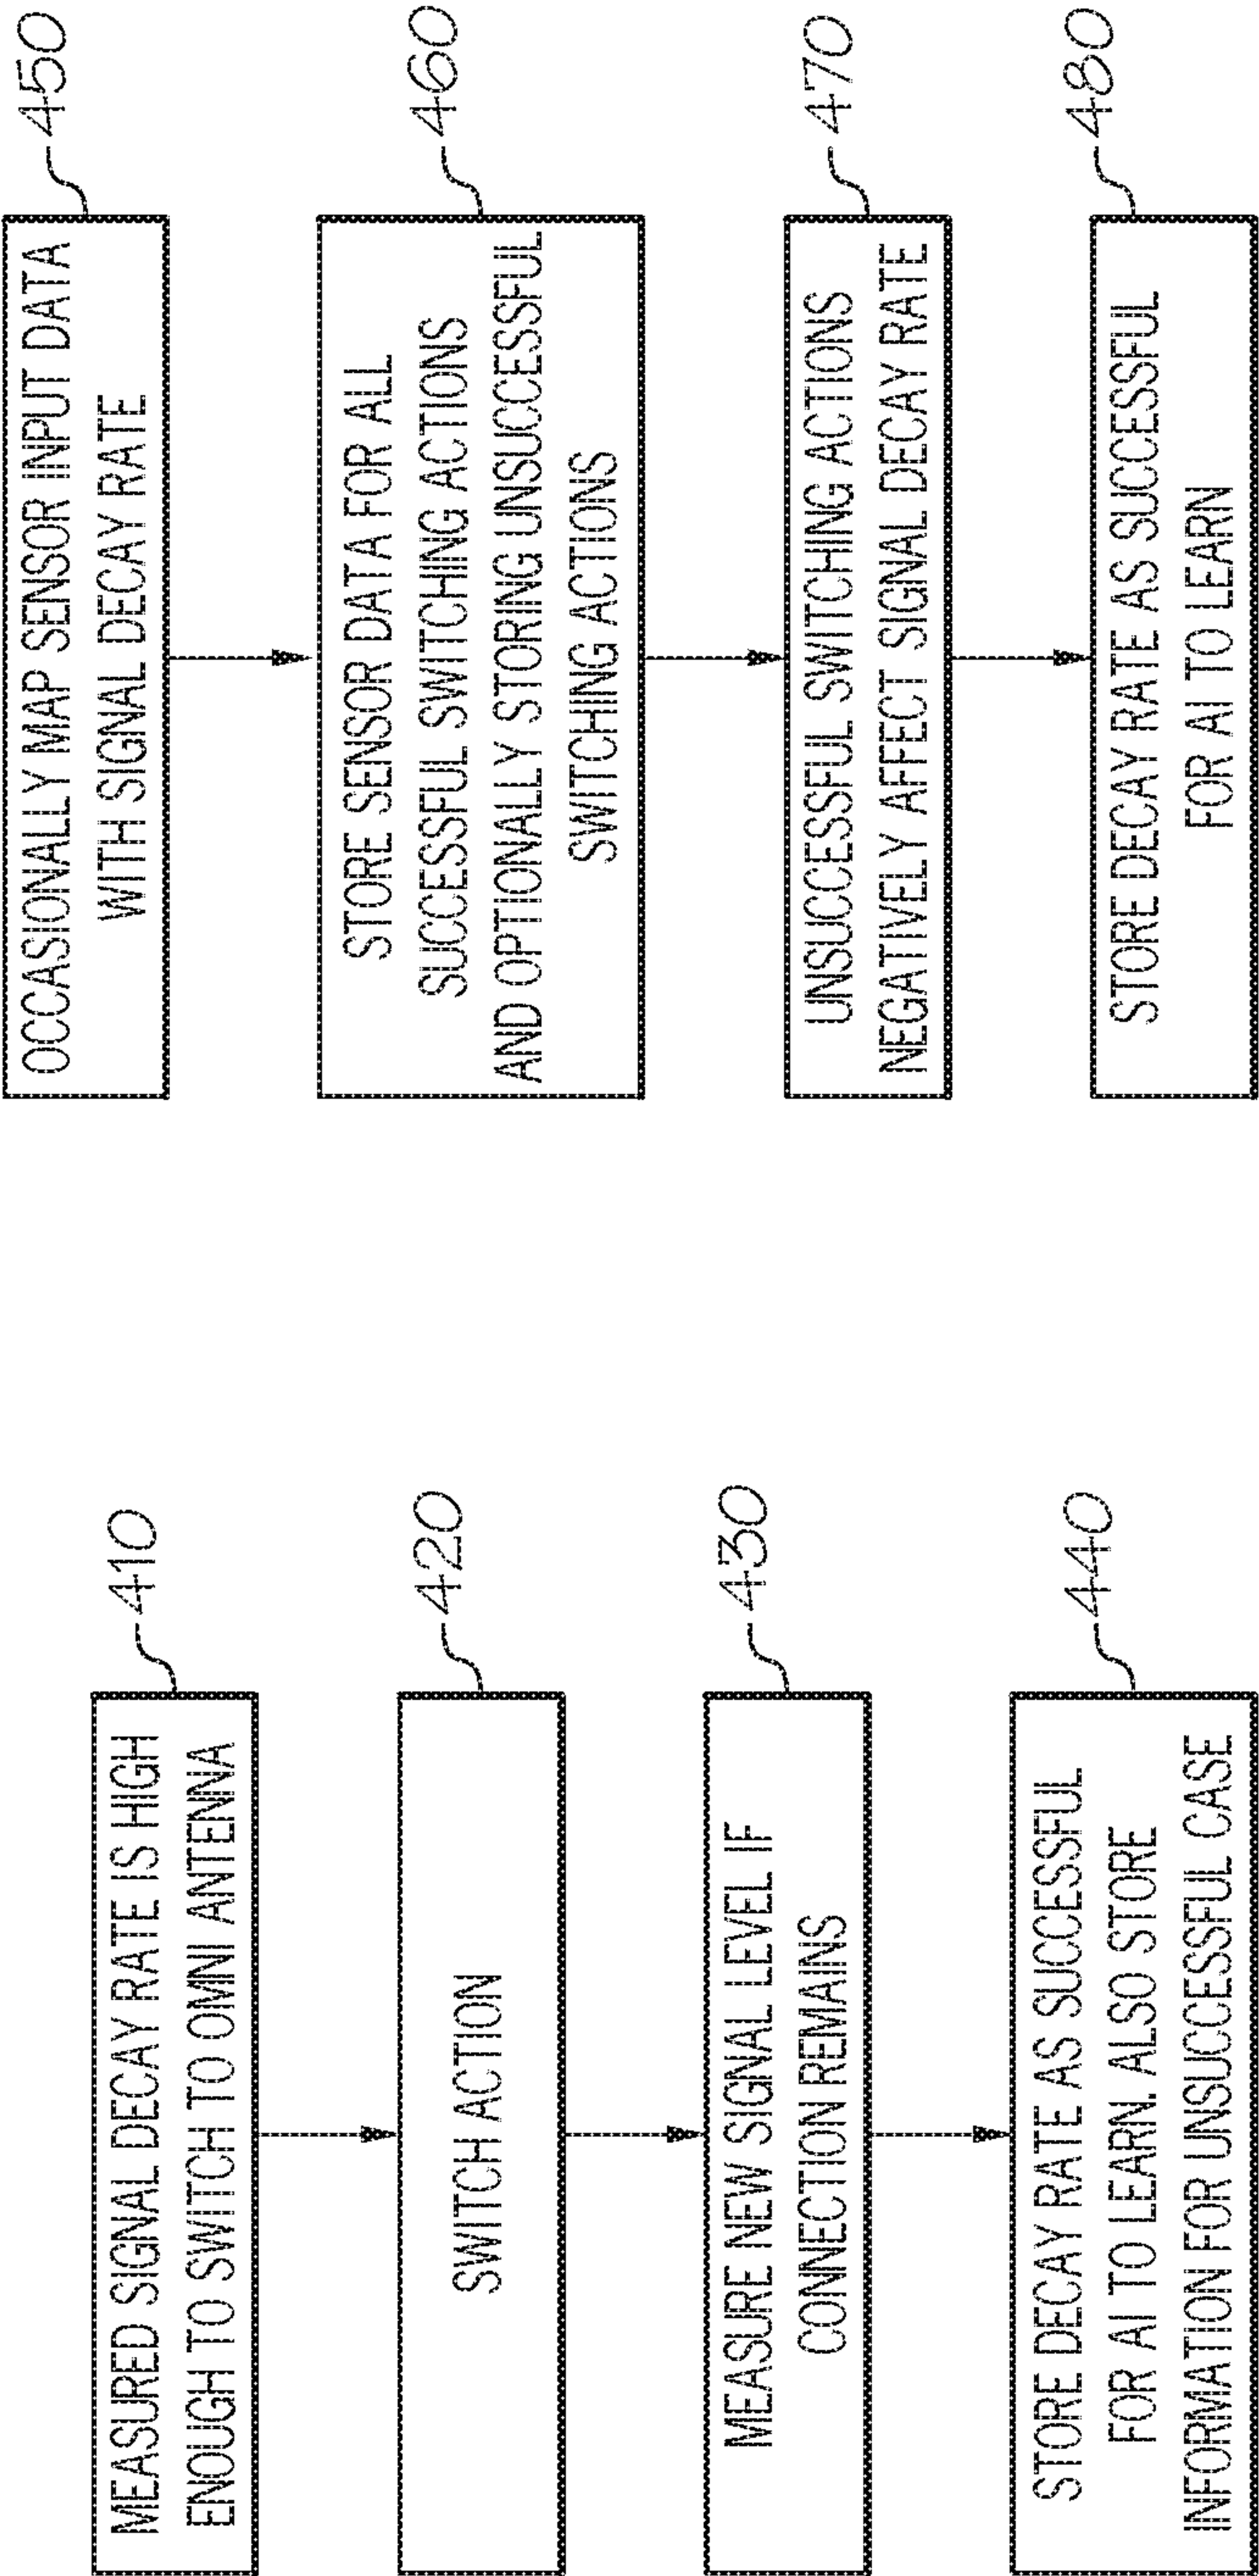 MEASURED SIGNAL DECAY RATE IS HIGH
ENOUGH TO SWITCH TO OMNI ANTENNA
410
SWITCH ACTION
420
MEASURE NEW SIGNAL LEVEL IF
CONNECTION REMAINS
430
STORE DECAY RATE AS SUCCESSFUL
FOR AI TO LEARN. ALSO STORE
INFORMATION FOR UNSUCCESSFUL CASE
440
OCCASIONALLY MAP SENSOR INPUT DATA
WITH SIGNAL DECAY RATE
450
STORE SENSOR DATA FOR ALL
SUCCESSFUL SWITCHING ACTIONS
AND OPTIONALLY STORING UNSUCCESSFUL
SWITCHING ACTIONS
460
UNSUCCESSFUL SWITCHING ACTIONS
NEGATIVELY AFFECT SIGNAL DECAY RATE
470
STORE DECAY RATE AS SUCCESSFUL
FOR AI TO LEARN
480